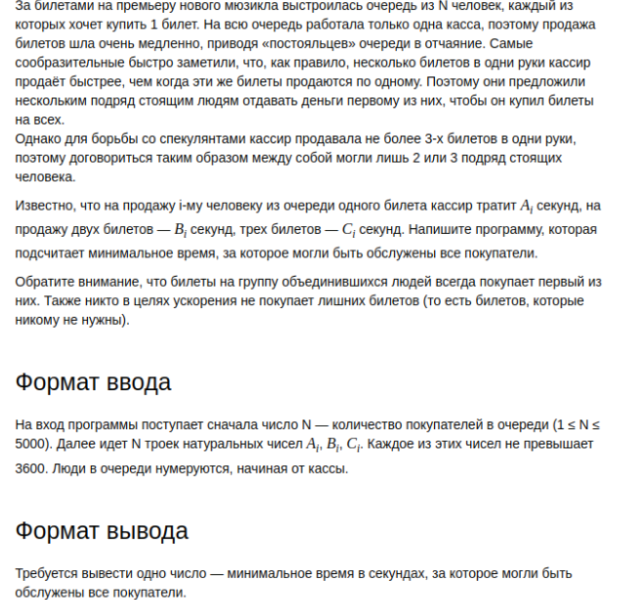 За билетами на премьеру нового мюзикла выстроилась очередь из N человек, каждый из
которых хочет купить 1 билет. На всю очередь работала только одна касса, поэтому продажа
билетов шла очень медленно, приводя «постояльцев» очереди в отчаяние. Самые
сообразительные быстро заметили, что, как правило, несколько билетов в одни руки кассир
продаёт быстрее, чем когда эти же билеты продаются по одному. Поэтому они предложили
нескольким подряд стоящим людям отдавать деньги первому из них, чтобы он купил билеты
на всех.
Однако для борьбы со спекулянтами кассир продавала не более 3-х билетов в одни руки,
поэтому договориться таким образом между собой могли лишь 2 или 3 подряд стоящих
человека.
Известно, что на продажу i-му человеку из очереди одного билета кассир тратит A_i секунд, на
продажу двух билетов — B_i секунд, трех билетов — C_i секунд. Напишите программу, которая
подсчитает минимальное время, за которое могли быть обслужены все покупатели.
Обратите внимание, что билеты на группу объединившихся людей всегда покупает первый из
них. Также никто в целях ускорения не покупает лишних билетов (то есть билетов, которые
никому не нужны).
Формат ввода
На вход программы поступает сначала число N — количество покупателей в очереди (1 ≤ N ≤
5000). Далее идет N троек натуральных чисел A_i, B_i, C_i. Каждое из этих чисел не превышает
3600. Люди в очереди нумеруются, начиная от кассы.
Формат вывода
Требуется вывести одно число — минимальное время в секундах, за которое могли быть
обслужены все покупатели.